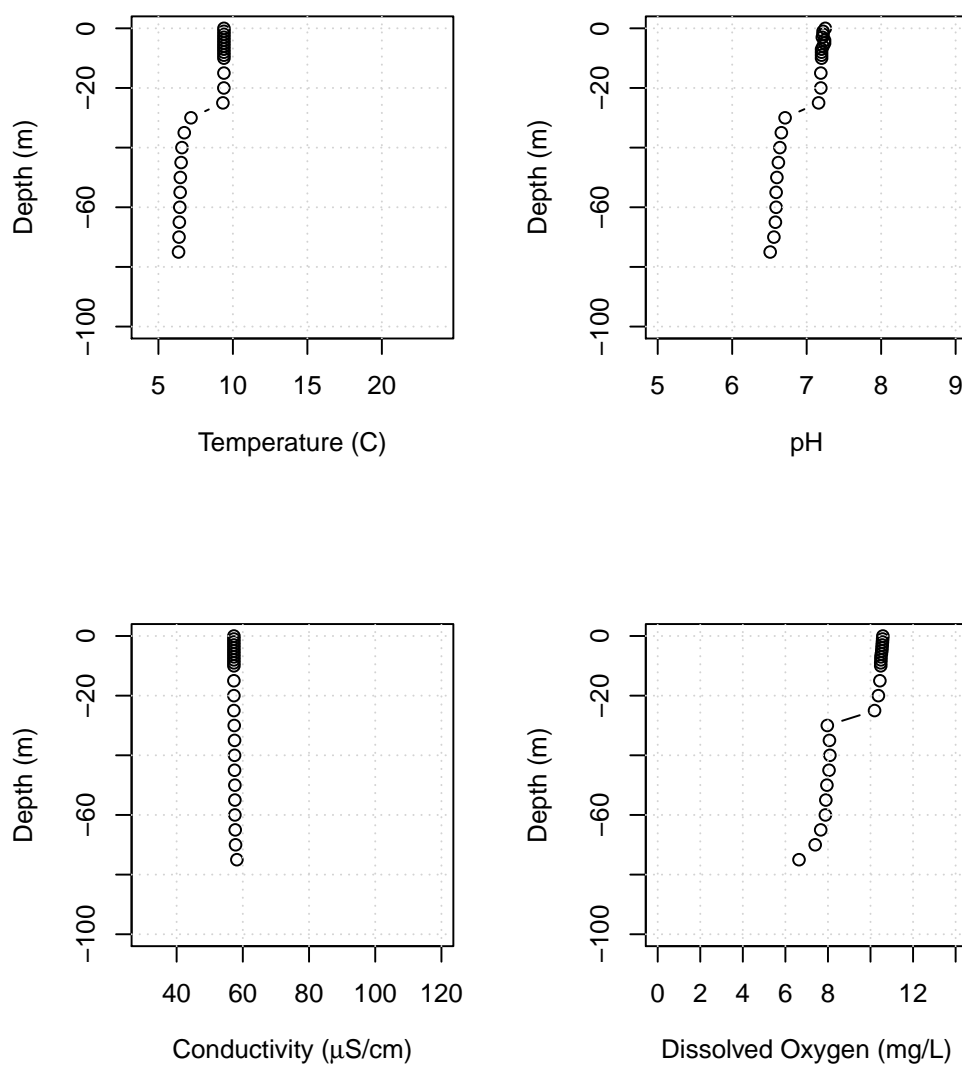 0
−20
−60
−100
Depth (m)
5 10 15 20
Temperature (C)
0
−20
−60
−100
Depth (m)
5 6 7 8 9
pH
0
−20
−60
−100
Depth (m)
40 60 80 100 120
Conductivity (μS/cm)
0
−20
−60
−100
Depth (m)
0 2 4 6 8 12
Dissolved Oxygen (mg/L)